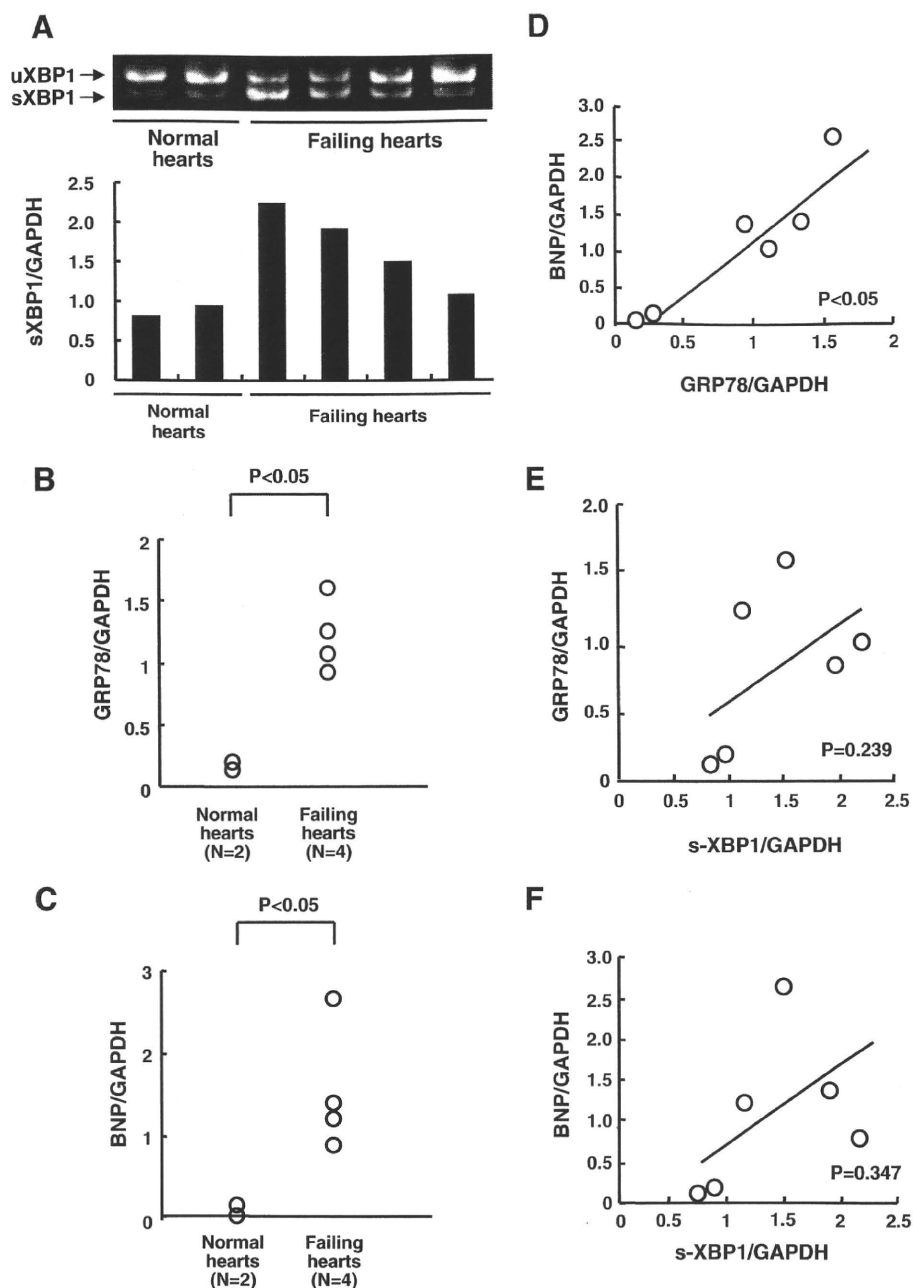 A
uXBP1 →
sXBP1 →
Normal
hearts
Failing hearts
sXBP1/GAPDH
2.5
2.0
1.5
1.0
0.5
0
Normal
hearts
Failing hearts
B
P<0.05
GRP78/GAPDH
2
1.5
1
0.5
0
Normal
hearts
(N=2)
Failing
hearts
(N=4)
C
P<0.05
BNP/GAPDH
3
2
1
0
Normal
hearts
(N=2)
Failing
hearts
(N=4)
D
BNP/GAPDH
3.0
2.5
2.0
1.5
1.0
0.5
0
P<0.05
0 0.5 1 1.5 2
GRP78/GAPDH
E
GRP78/GAPDH
2.0
1.5
1.0
0.5
0
P=0.239
0 0.5 1 1.5 2 2.5
s-XBP1/GAPDH
F
BNP/GAPDH
3.0
2.5
2.0
1.5
1.0
0.5
0
P=0.347
0 0.5 1 1.5 2 2.5
s-XBP1/GAPDH